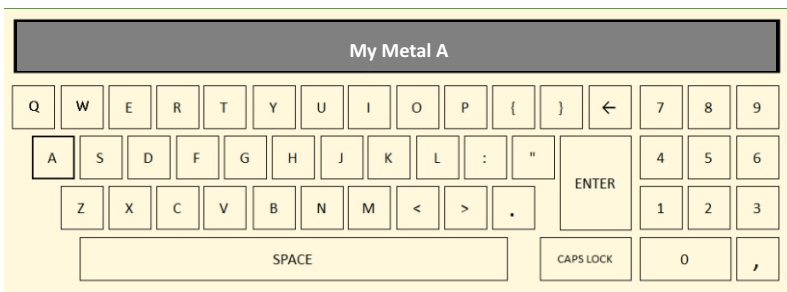 My Metal A
Q W E R T Y U I O P { } ← 7 8 9
A S D F G H J K L : " ENTER 4 5 6
Z X C V B N M < > . 1 2 3
SPACE CAPS LOCK 0 ,